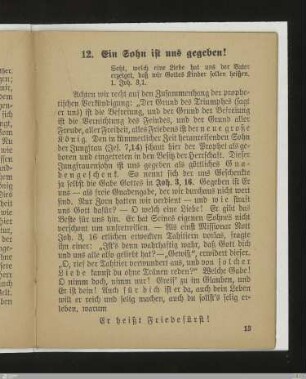 12. Ein Sohn ist uns gegeben!
Seht, welch eine Liebe hat uns der Vater
erzeiget, daß wir Gottes Kinder sollen heißen.
1. Joh. 3,1.
Achten wir recht auf den Zusammenhang der prophe-
tischen Verkündigung: „Der Grund des Triumphes (sagt
er uns) ist die Befreiung, und der Grund der Befreiung
ist die Vernichtung des Feindes, und der Grund aller
Freude, aller Freiheit, alles Friedens ist der neue große
König. Den in kümmerlicher Zeit heranreifenden Sohn
der Jungfrau (Jes. 7,14) schaut hier der Prophet als ge-
boren und eingetreten in den Besitz der Herrschaft. Dieser
Jungfrauensohn ist uns gegeben als göttliches Gna-
dengeschenk. So nennt sich der uns Geschenkte
ja selbst die Gabe Gottes in Joh. 3, 16. Gegeben ist Er
uns — als freie Gnadengabe, der wir durchaus nicht wert
sind. Nur Zorn hatten wir verdient — und wie liebt
uns Gott dafür? — O welch eine Liebe! Er gibt das
Beste für uns hin. Er hat Seines eigenen Sohnes nicht
verschont um unsertwillen. — Als einst Missionar Nott
Joh. 3, 16 etlichen erweckten Tahitiern vorlas, fragte
ihn einer: „Ist's denn wahrhaftig wahr, daß Gott dich
und uns alle also geliebt hat?“ — „Gewiß“, erwidert dieser.
„O, rief der Tahitier verwundert aus, und von solcher
Liebe kannst du ohne Tränen reden?“ Welche Gabe!
O nimm doch, nimm nur! Greif' zu im Glauben, und
Er ist dein! Auch für dich ist er da, auch dein Leben
will er reich und selig machen, auch du sollst's selig er-
fahren, warum
Er heißt Friedefürst!
13